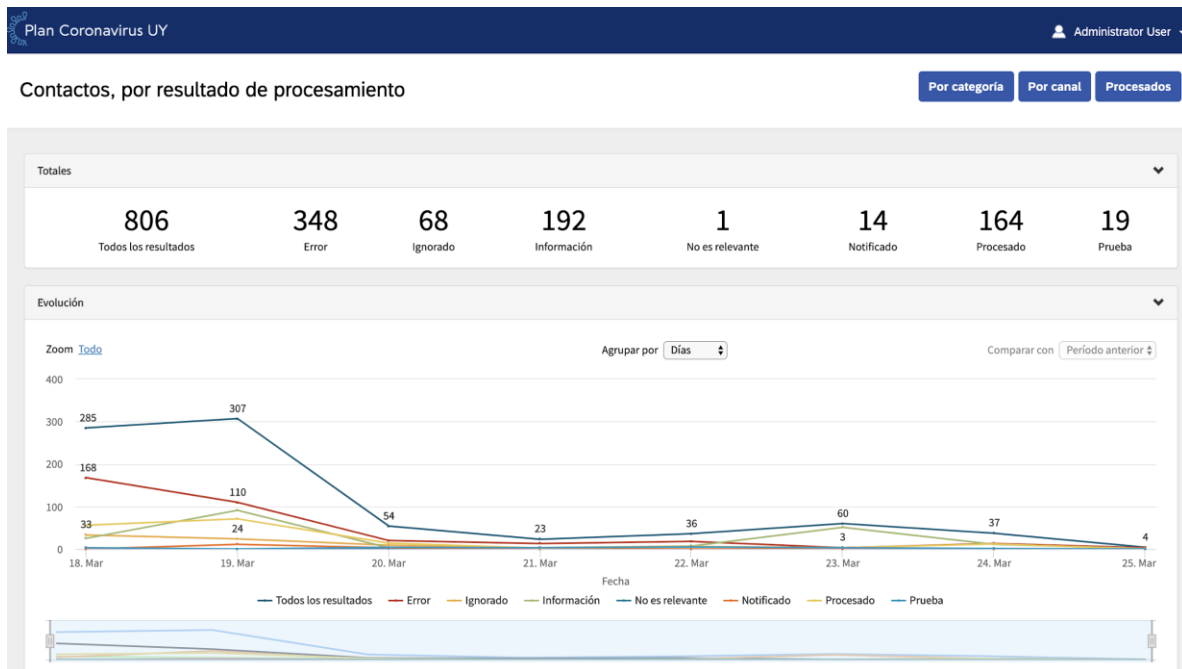 Plan Coronavirus UY
Administrator User
Contactos, por resultado de procesamiento
Por categoría Por canal Procesados
Totales
806 348 68 192 1 14 164 19
Todos los resultados Error Ignorado Información No es relevante Notificado Procesado Prueba
Evolución
Zoom Todo Agrupar por Días Comparar con Período anterior
400
300
200
100
0
285 307 54 23 36 60 37 4
168 110
33 24 3
18. Mar 19. Mar 20. Mar 21. Mar 22. Mar 23. Mar 24. Mar 25. Mar
Fecha
Todos los resultados Error Ignorado Información No es relevante Notificado Procesado Prueba